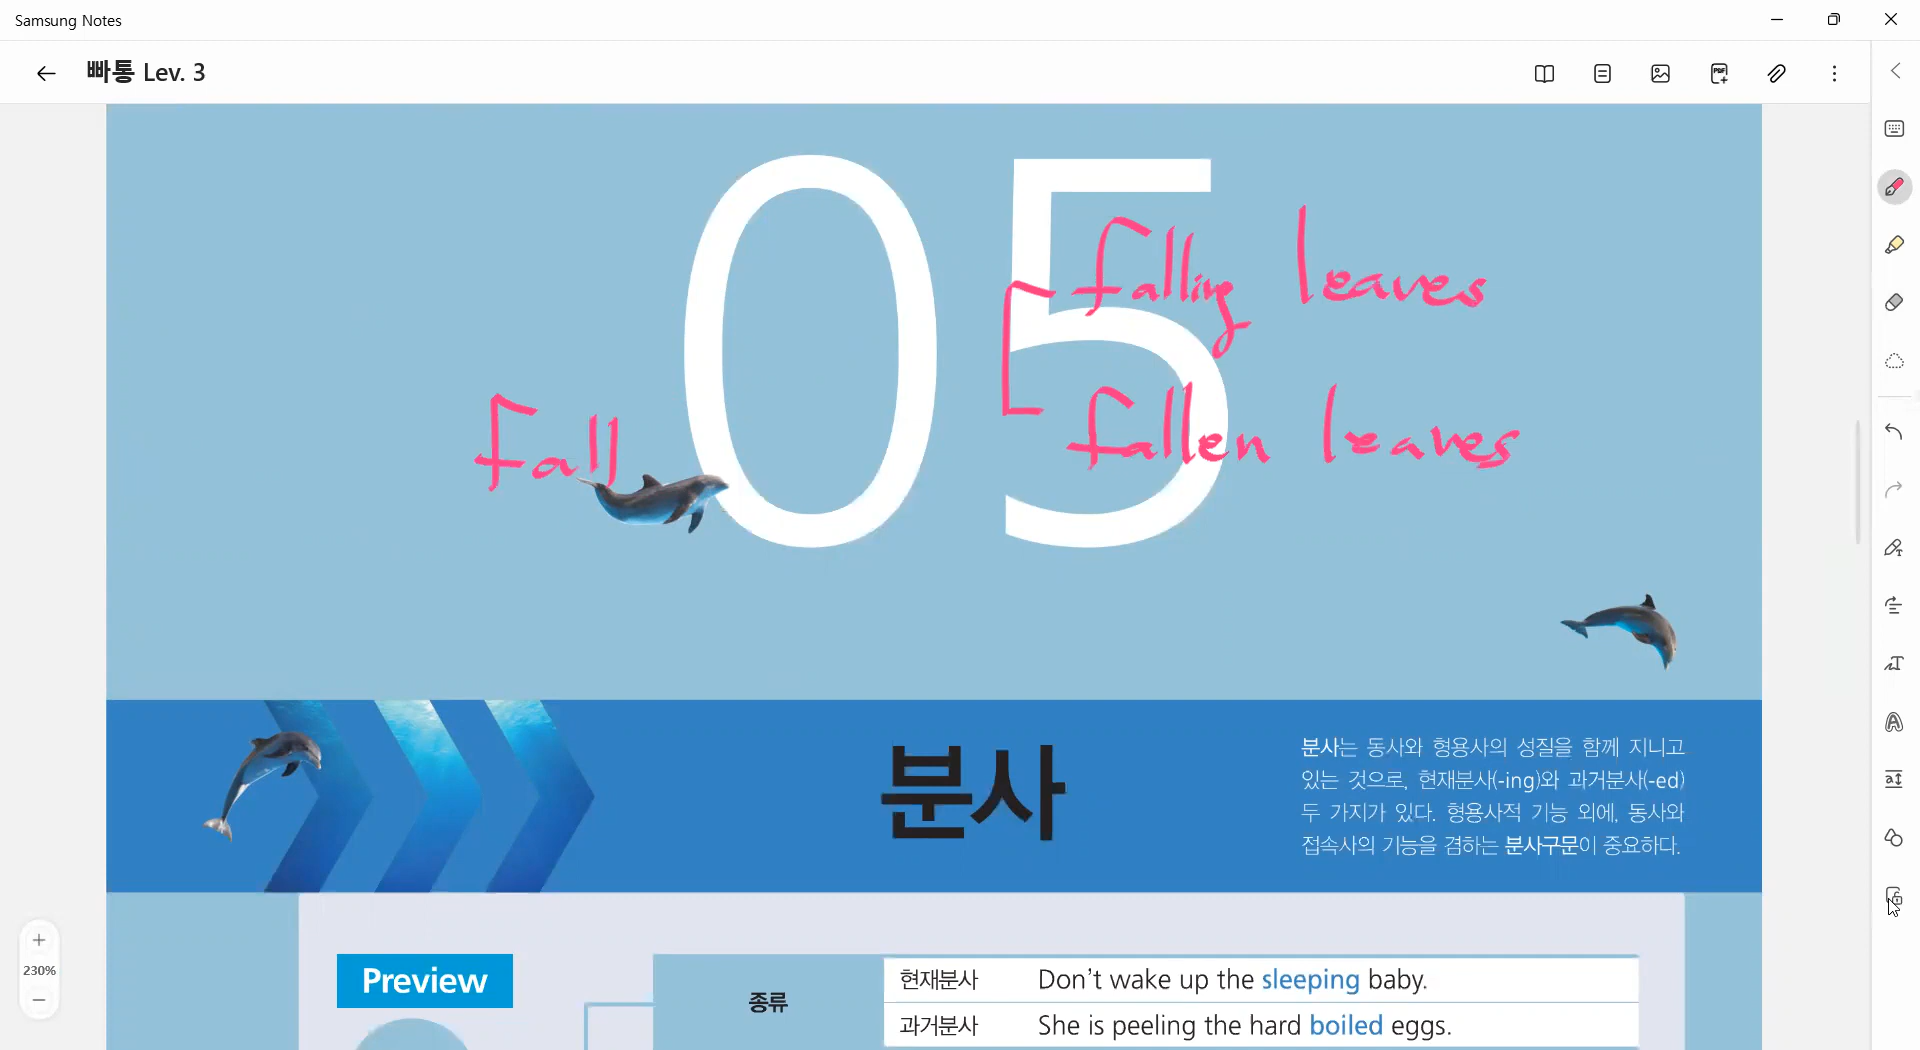 Samsung Notes
빠통 Lev. 3
PDF
05
falling leaves
fall
fallen leaves
분사
분사는 동사와 형용사의 성질을 함께 지니고
있는 것으로, 현재분사(-ing)와 과거분사(-ed)
두 가지가 있다. 형용사적 기능 외에, 동사와
접속사의 기능을 겸하는 분사구문이 중요하다.
230%
Preview
종류
현재분사 Don't wake up the sleeping baby.
과거분사 She is peeling the hard boiled eggs.